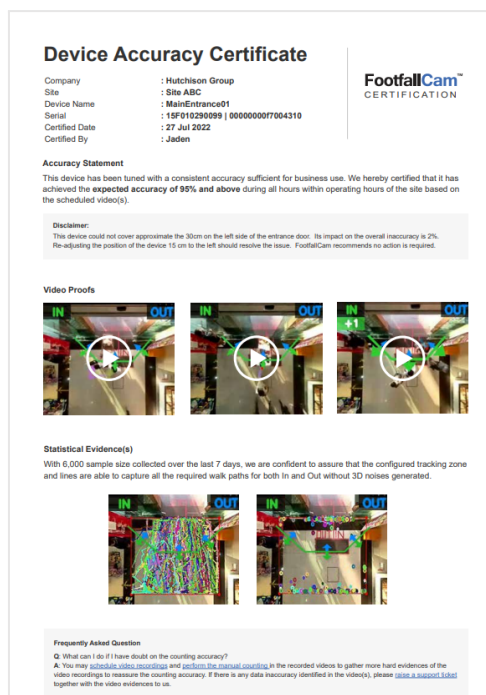 Device Accuracy Certificate
Company : Hutchison Group
Site : Site ABC
Device Name : MainEntrance01
Serial : 15F010290099 | 00000000f7004310
Certified Date : 27 Jul 2022
Certified By : Jaden
FootfallCam™
CERTIFICATION
Accuracy Statement
This device has been tuned with a consistent accuracy sufficient for business use. We hereby certified that it has
achieved the expected accuracy of 95% and above during all hours within operating hours of the site based on
the scheduled video(s).
Disclaimer:
This device could not cover approximate the 30cm on the left side of the entrance door. Its impact on the overall inaccuracy is 2%.
Re-adjusting the position of the device 15 cm to the left should resolve the issue. FootfallCam recommends no action is required.
Video Proofs
IN OUT
IN OUT
IN OUT
+1
Statistical Evidence(s)
With 6,000 sample size collected over the last 7 days, we are confident to assure that the configured tracking zone
and lines are able to capture all the required walk paths for both In and Out without 3D noises generated.
IN OUT
IN OUT
Frequently Asked Question
Q: What can I do if I have doubt on the counting accuracy?
A: You may schedule video recordings and perform the manual counting in the recorded videos to gather more hard evidences of the
video recordings to reassure the counting accuracy. If there is any data inaccuracy identified in the video(s), please raise a support ticket
together with the video evidences to us.